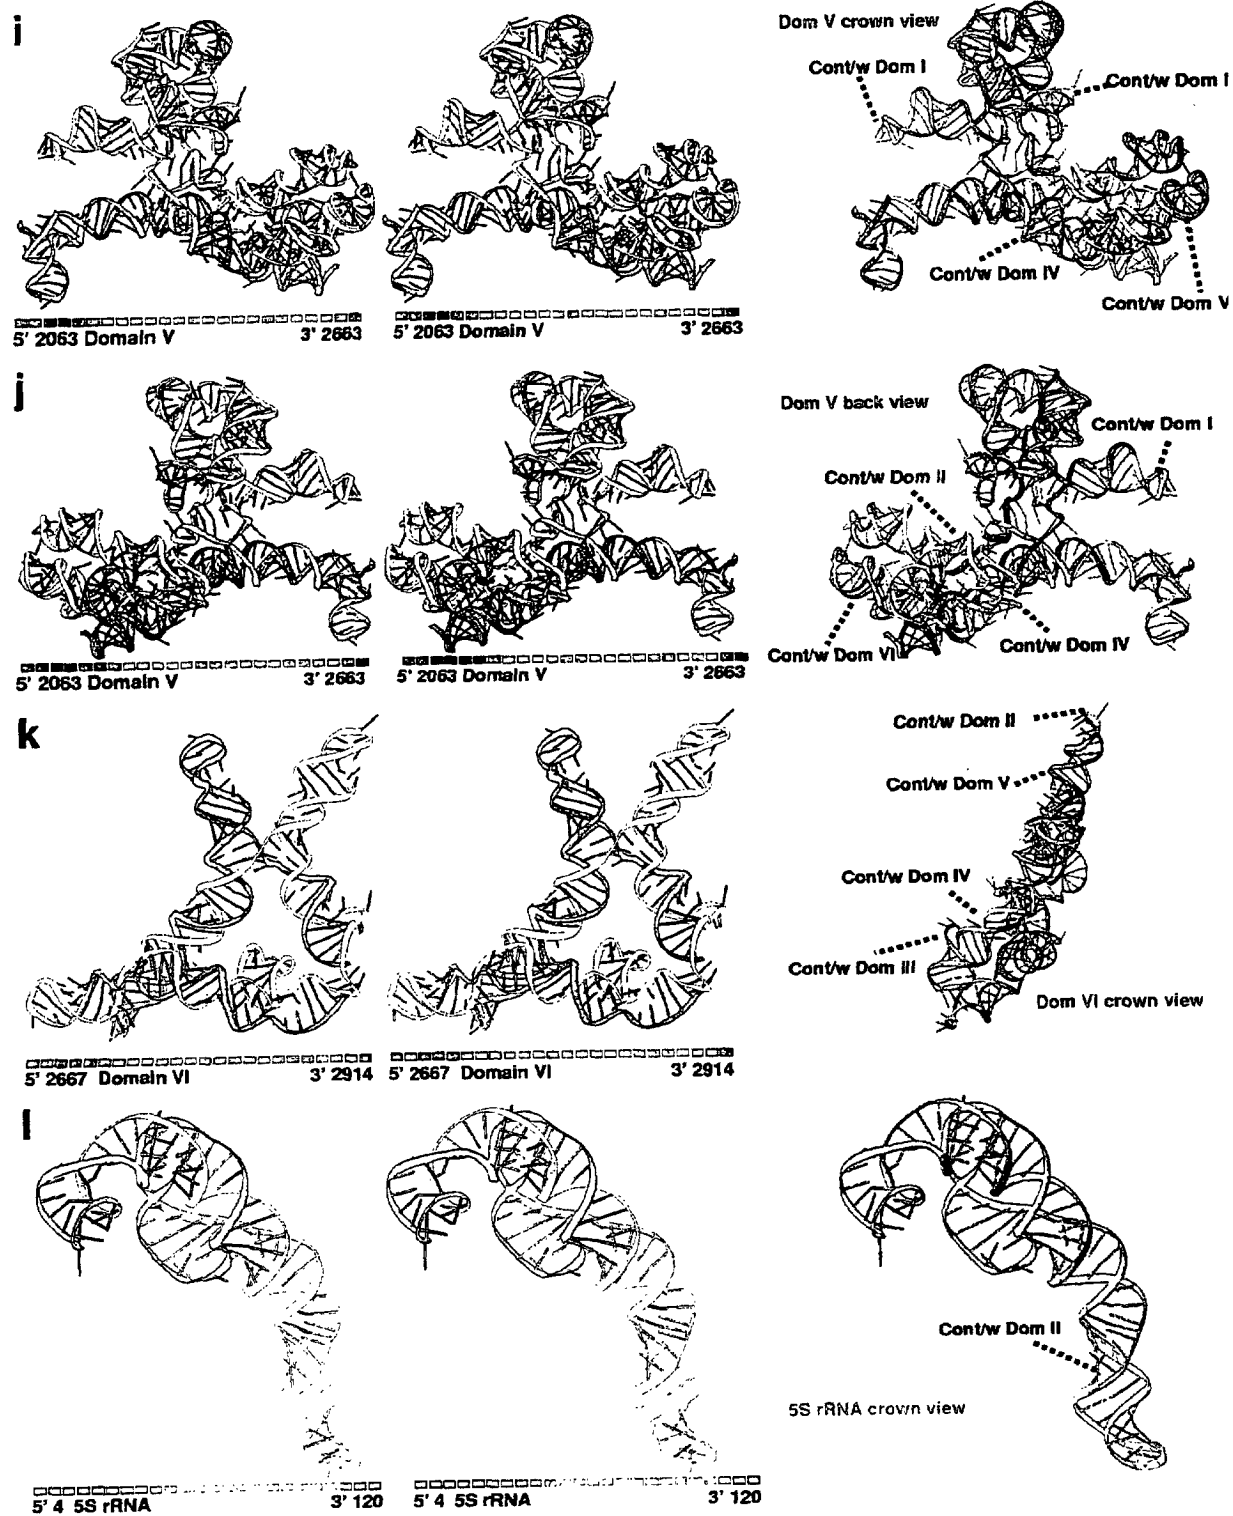 i
Dom V crown view
Cont/w Dom I
Cont/w Dom I
Cont/w Dom IV
Cont/w Dom V
5' 2063 Domain V 3' 2663
5' 2063 Domain V 3' 2663
j
Dom V back view
Cont/w Dom I
Cont/w Dom II
Cont/w Dom IV
Cont/w Dom VI
5' 2063 Domain V 3' 2663
5' 2063 Domain V 3' 2663
k
Cont/w Dom II
Cont/w Dom V
Cont/w Dom IV
Cont/w Dom III
Dom VI crown view
5' 2667 Domain VI 3' 2914
5' 2667 Domain VI 3' 2914
l
Cont/w Dom II
5S rRNA crown view
5' 4 5S rRNA 3' 120
5' 4 5S rRNA 3' 120